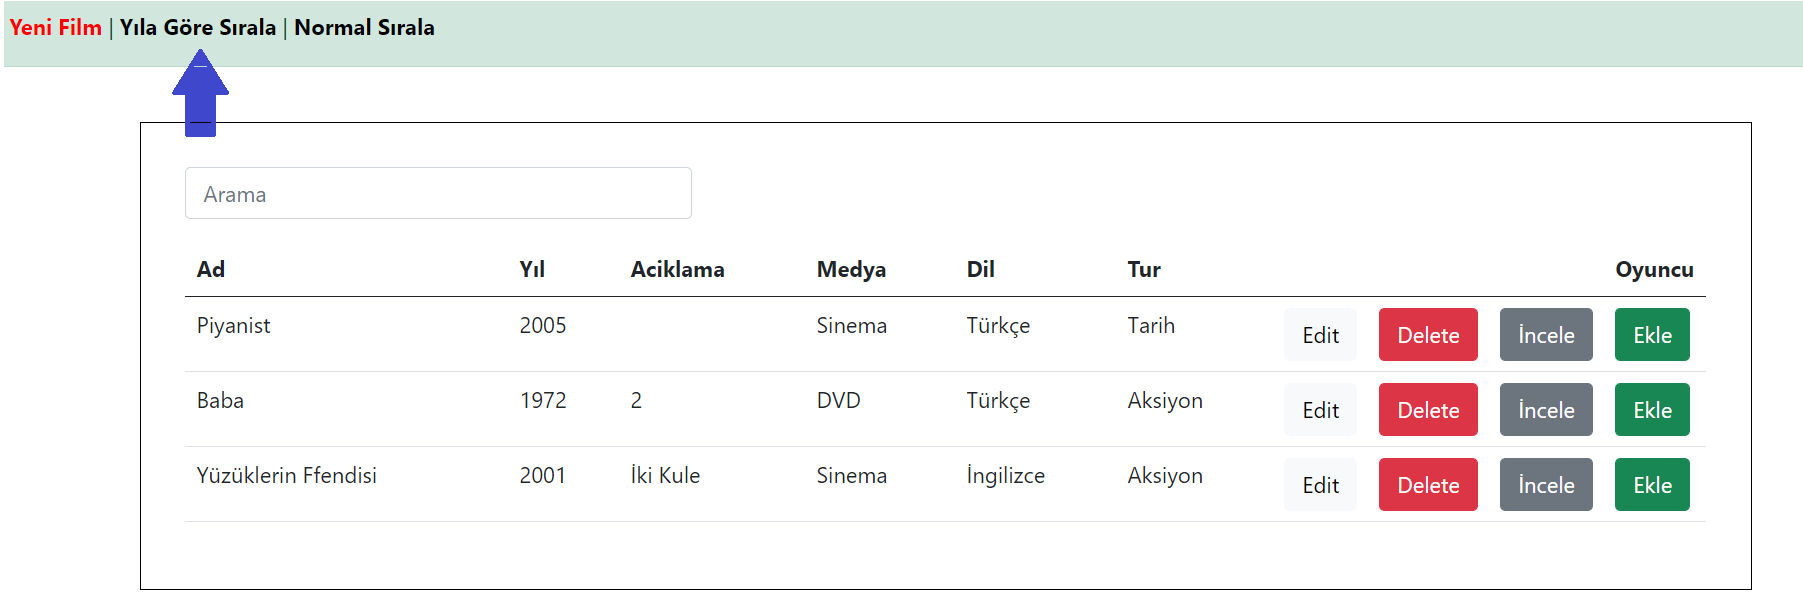 Yeni Film | Yıla Göre Sırala | Normal Sırala
Arama
Ad Yıl Aciklama Medya Dil Tur Oyuncu
Piyanist 2005 Sinema Türkçe Tarih Edit Delete İncele Ekle
Baba 1972 2 DVD Türkçe Aksiyon Edit Delete İncele Ekle
Yüzüklerin Ffendisi 2001 İki Kule Sinema İngilizce Aksiyon Edit Delete İncele Ekle